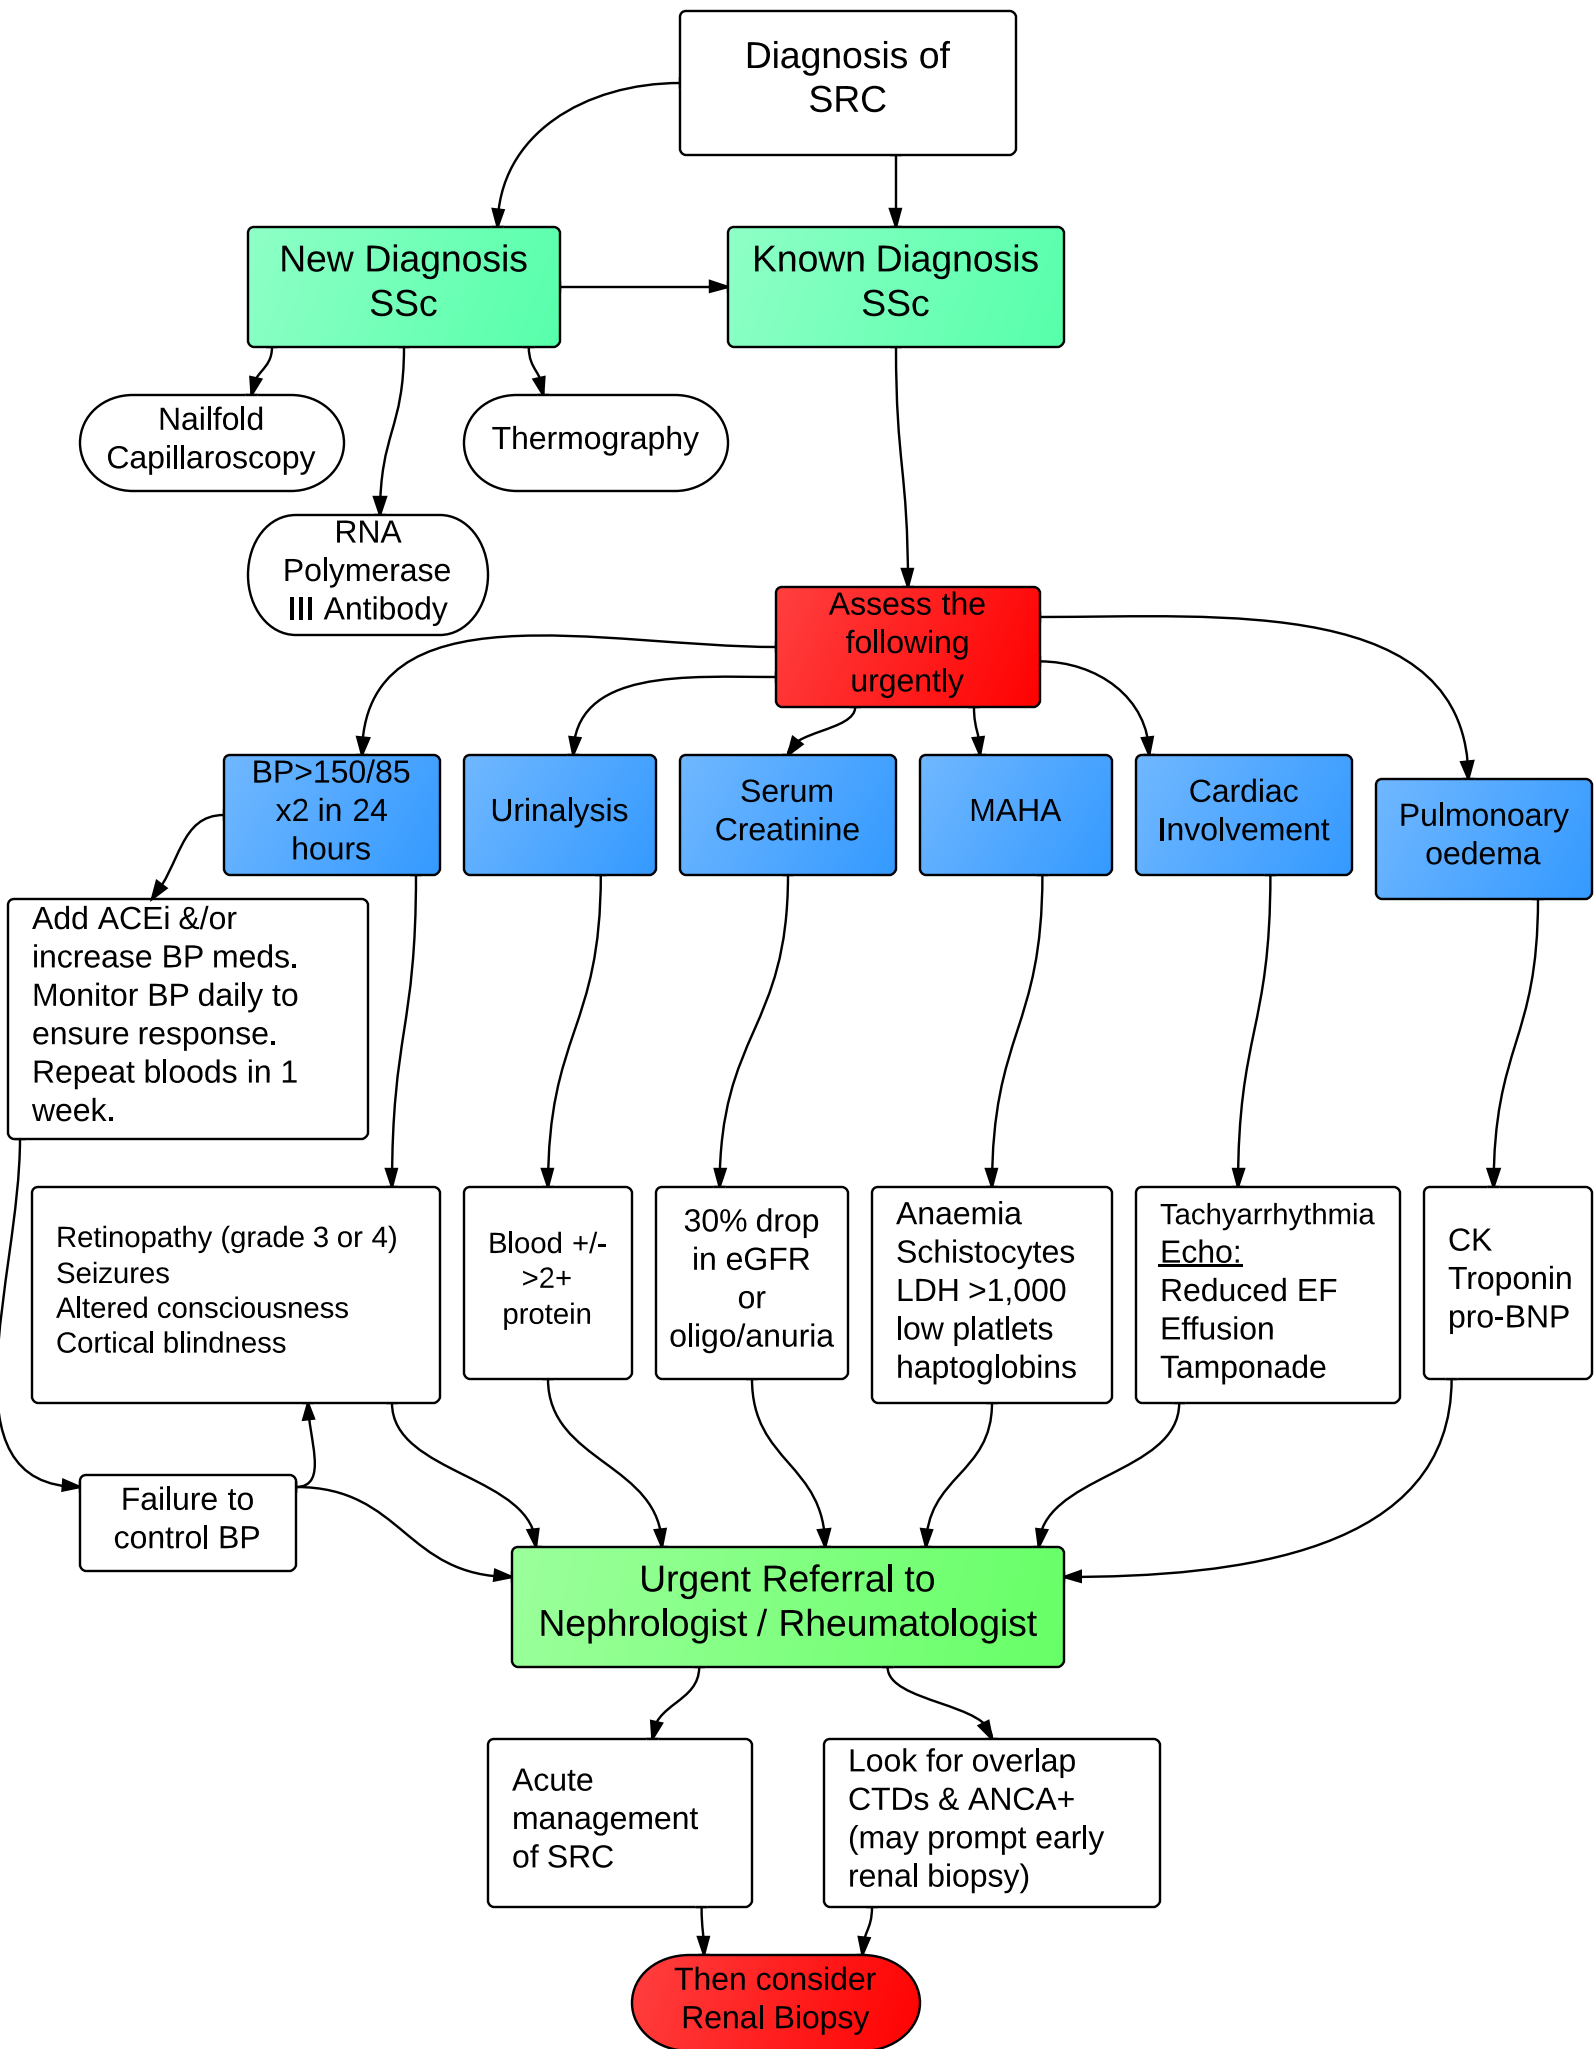 Diagnosis of
SRC
New Diagnosis
SSc
Known Diagnosis
SSc
Nailfold
Capillaroscopy
Thermography
RNA
Polymerase
III Antibody
Assess the
following
urgently
BP>150/85
x2 in 24
hours
Urinalysis
Serum
Creatinine
MAHA
Cardiac
Involvement
Pulmonoary
oedema
Add ACEi &/or
increase BP meds.
Monitor BP daily to
ensure response.
Repeat bloods in 1
week.
Retinopathy (grade 3 or 4)
Seizures
Altered consciousness
Cortical blindness
Blood +/-
>2+
protein
30% drop
in eGFR
or
oligo/anuria
Anaemia
Schistocytes
LDH >1,000
low platlets
haptoglobins
Tachyarrhythmia
Echo:
Reduced EF
Effusion
Tamponade
CK
Troponin
pro-BNP
Failure to
control BP
Urgent Referral to
Nephrologist / Rheumatologist
Acute
management
of SRC
Look for overlap
CTDs & ANCA+
(may prompt early
renal biopsy)
Then consider
Renal Biopsy